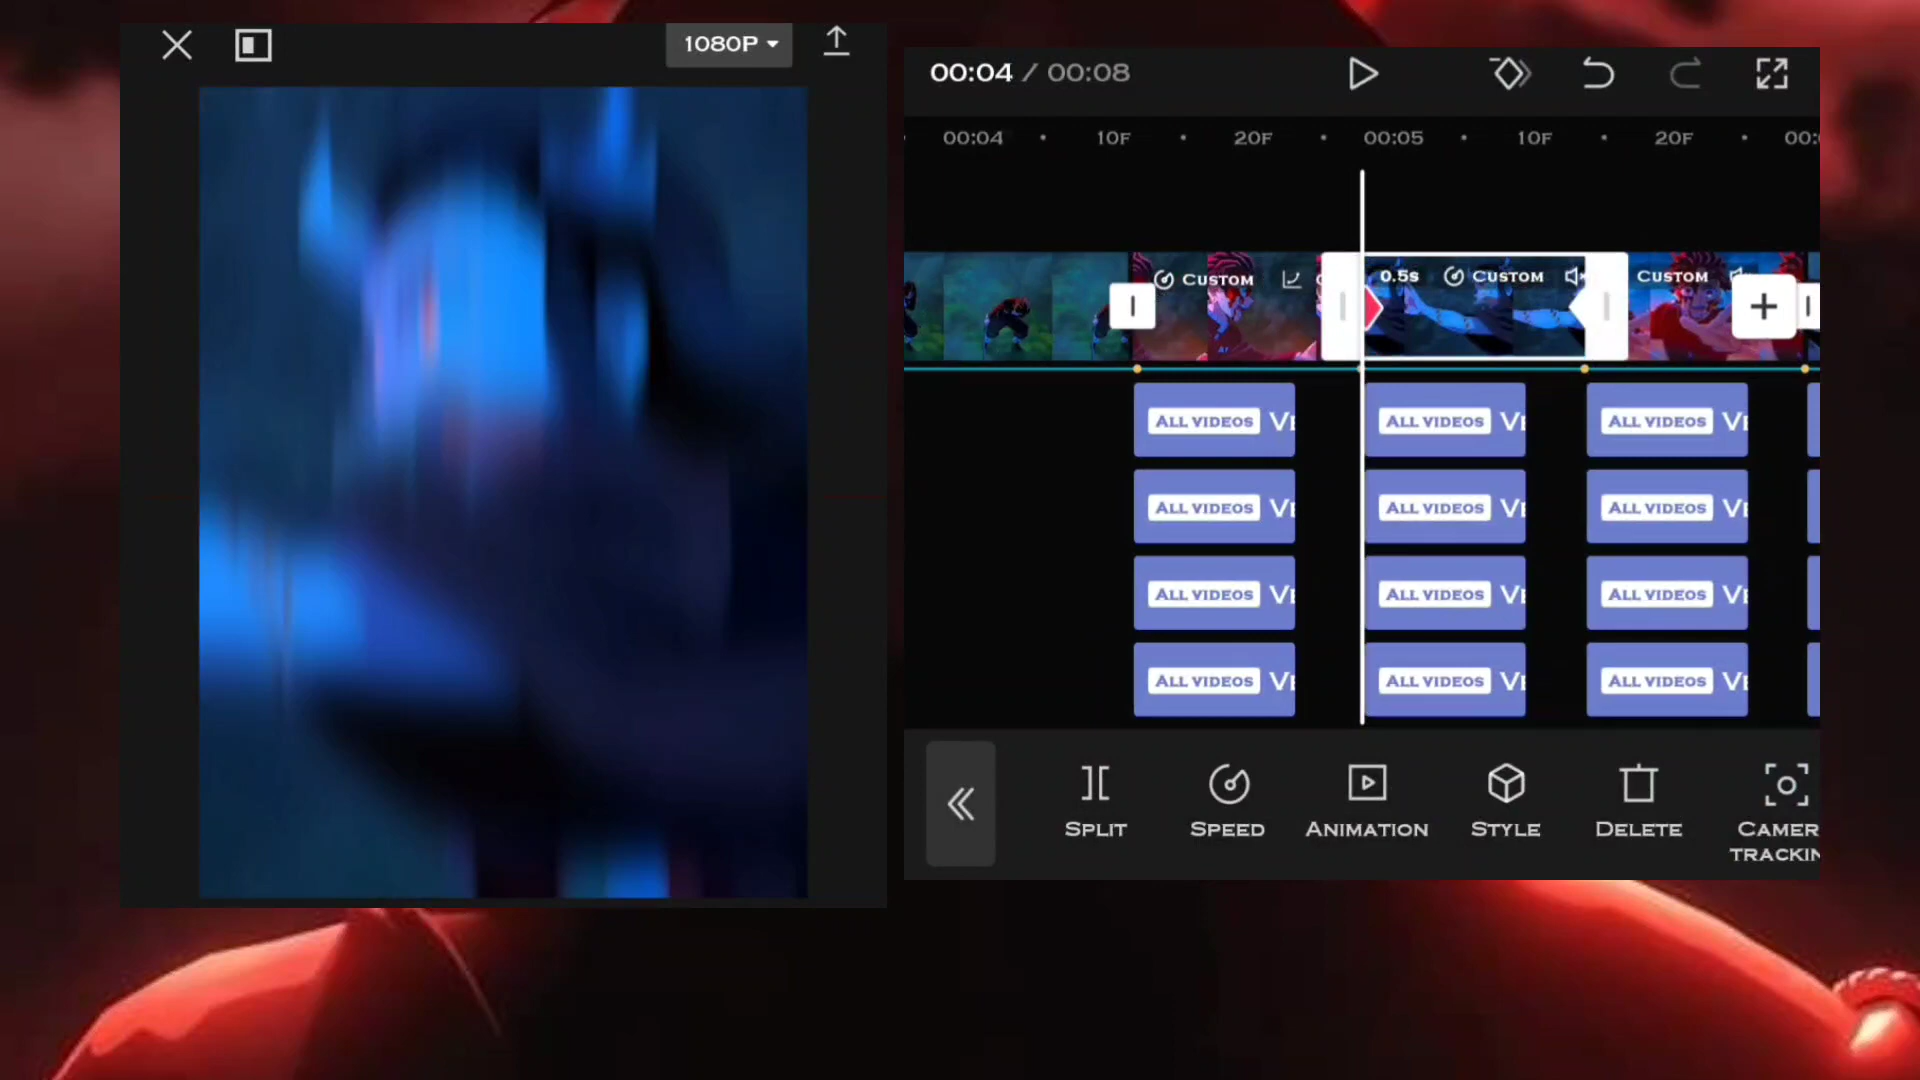 1080P
00:04 / 00:08
00:04 10F 20F 00:05 10F 20F
CUSTOM 0.5s CUSTOM CUSTOM
ALL VIDEOS ALL VIDEOS ALL VIDEOS
ALL VIDEOS ALL VIDEOS ALL VIDEOS
ALL VIDEOS ALL VIDEOS ALL VIDEOS
ALL VIDEOS ALL VIDEOS ALL VIDEOS
SPLIT SPEED ANIMATION STYLE DELETE CAMER
TRACKIN